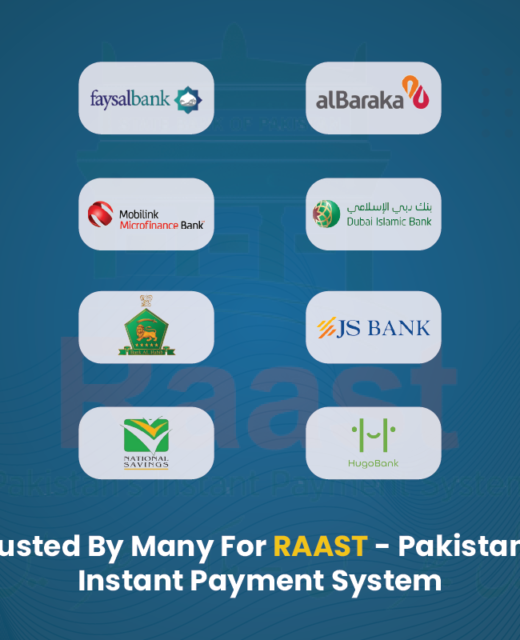 faysalbank
alBaraka
Mobilink
Microfinance Bank
بنك دبي الإسلامي
Dubai Islamic Bank
JS BANK
NATIONAL
SAVINGS
HugoBank
Raast
usted By Many For RAAST - Pakistan
Instant Payment System